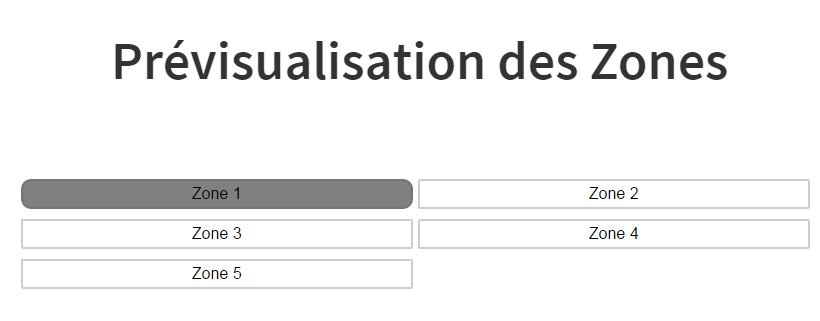 Prévisualisation des Zones
Zone 1
Zone 2
Zone 3
Zone 4
Zone 5